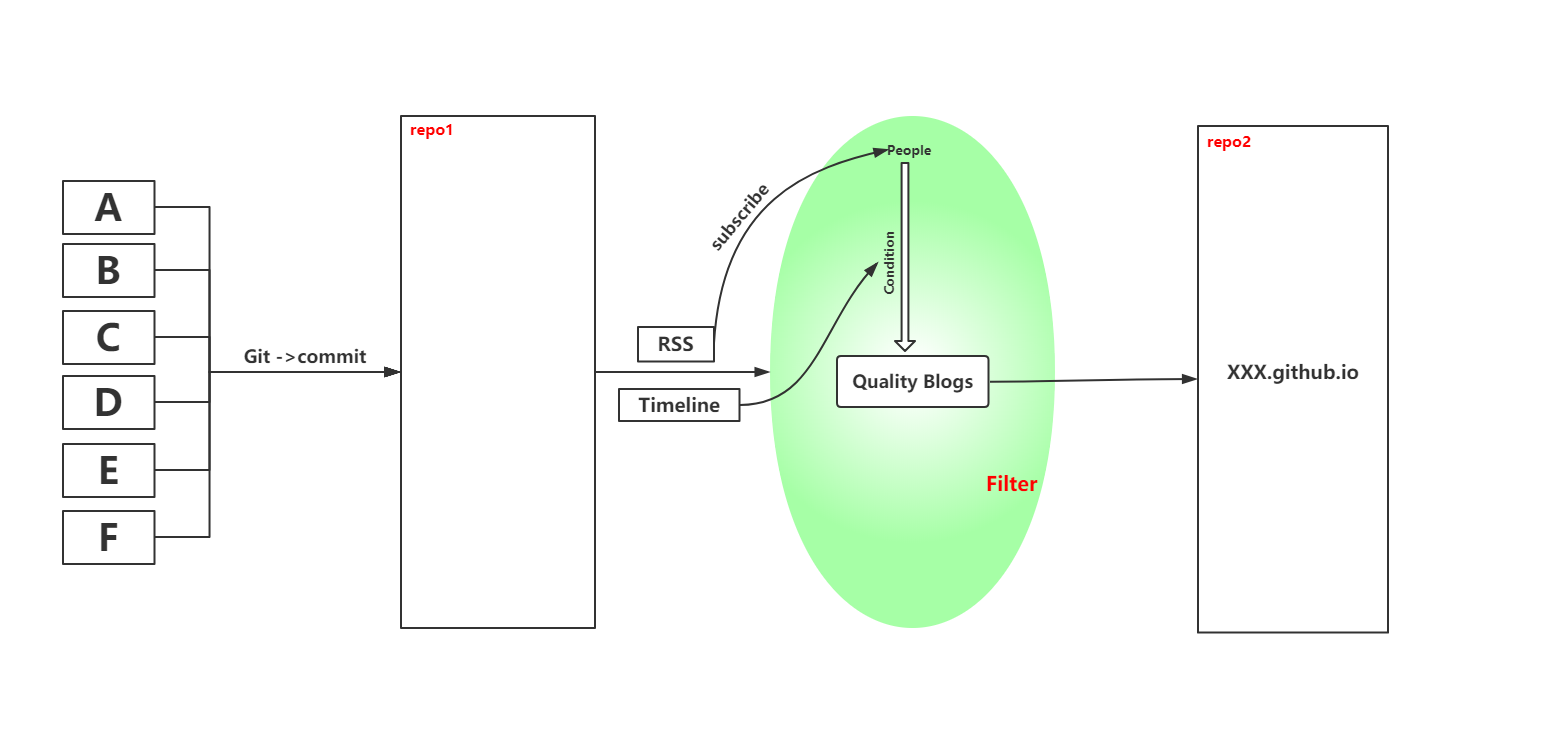 A
B
C
D
E
F
Git ->commit
repo1
RSS
Timeline
subscribe
People
Condition
Quality Blogs
Filter
repo2
XXX.github.io